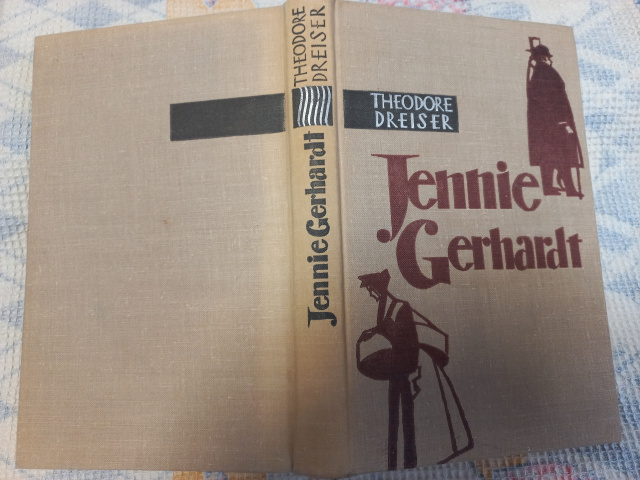 THEODORE
DREISER
Jennie Gerhardt
THEODORE
DREISER
Jennie
Gerhardt